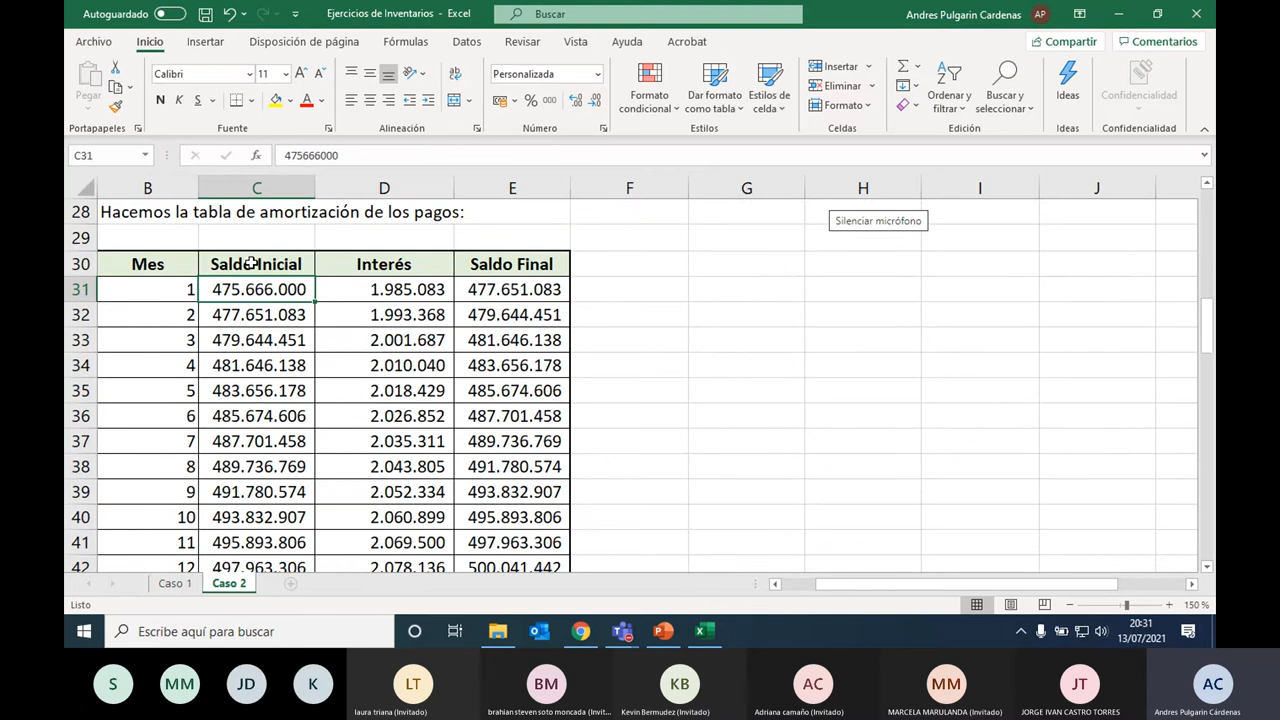 Autoguardado
Ejercicios de Inventarios - Excel
Buscar
Andres Pulgarin Cardenas
AP
Archivo Inicio Insertar Disposición de página Fórmulas Datos Revisar Vista Ayuda Acrobat
Compartir
Comentarios
Pegar
Calibri 11
N K S
Personalizada
% 000
Formato condicional
Dar formato como tabla
Estilos de celda
Insertar
Eliminar
Formato
Ordenar y filtrar
Buscar y seleccionar
Ideas
Confidencialidad
Portapapeles Fuente Alineación Número Estilos Celdas Edición Ideas Confidencialidad
C31 fx 475666000
B C D E F G H I J
28 Hacemos la tabla de amortización de los pagos:
Silenciar micrófono
29
30 Mes Saldo Inicial Interés Saldo Final
31 1 475.666.000 1.985.083 477.651.083
32 2 477.651.083 1.993.368 479.644.451
33 3 479.644.451 2.001.687 481.646.138
34 4 481.646.138 2.010.040 483.656.178
35 5 483.656.178 2.018.429 485.674.606
36 6 485.674.606 2.026.852 487.701.458
37 7 487.701.458 2.035.311 489.736.769
38 8 489.736.769 2.043.805 491.780.574
39 9 491.780.574 2.052.334 493.832.907
40 10 493.832.907 2.060.899 495.893.806
41 11 495.893.806 2.069.500 497.963.306
42 12 497.963.306 2.078.136 500.041.442
Caso 1 Caso 2
Listo
150 %
Escribe aquí para buscar
20:31
13/07/2021
S MM JD K LT BM KB AC MM JT AC
laura triana (Invitado)
brahian steven soto moncada (Invit...
Kevin Bermudez (Invitado)
Adriana camaño (Invitado)
MARCELA MARULANDA (Invitado)
JORGE IVAN CASTRO TORRES
Andres Pulgarin Cárdenas